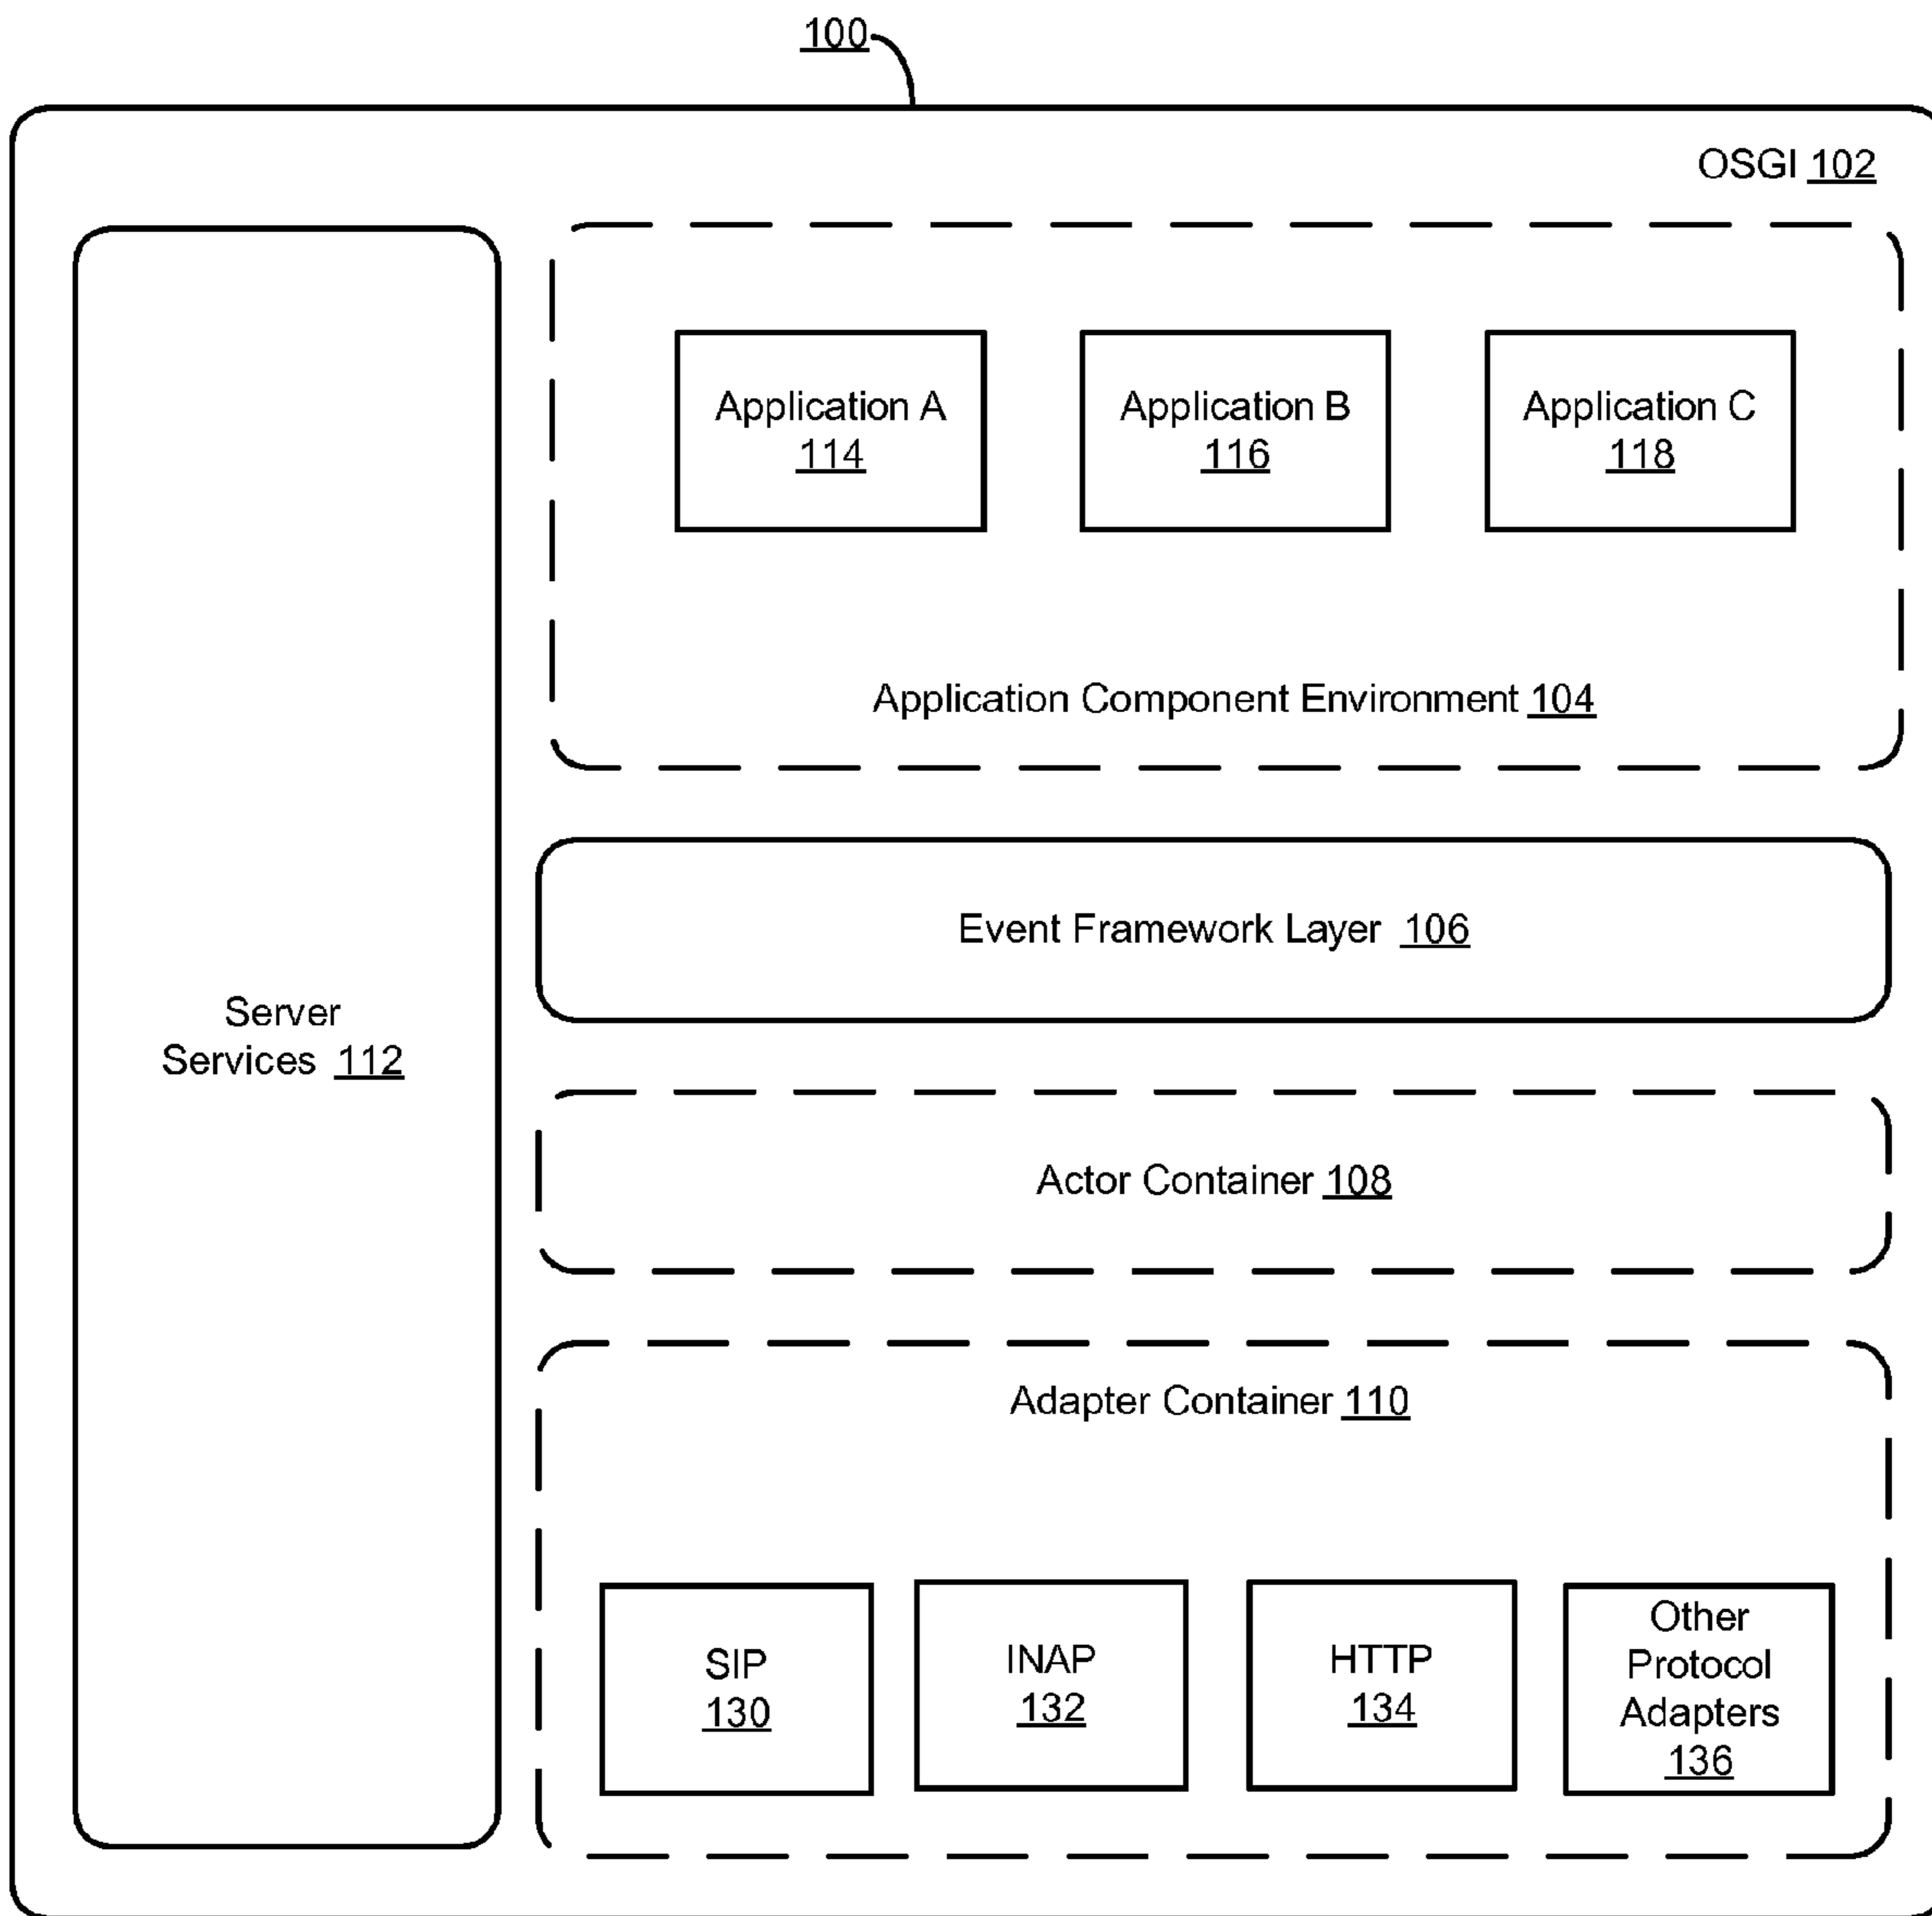 100
OSGI 102
Application A
114
Application B
116
Application C
118
Application Component Environment 104
Event Framework Layer 106
Server
Services 112
Actor Container 108
Adapter Container 110
SIP
130
INAP
132
HTTP
134
Other
Protocol
Adapters
136